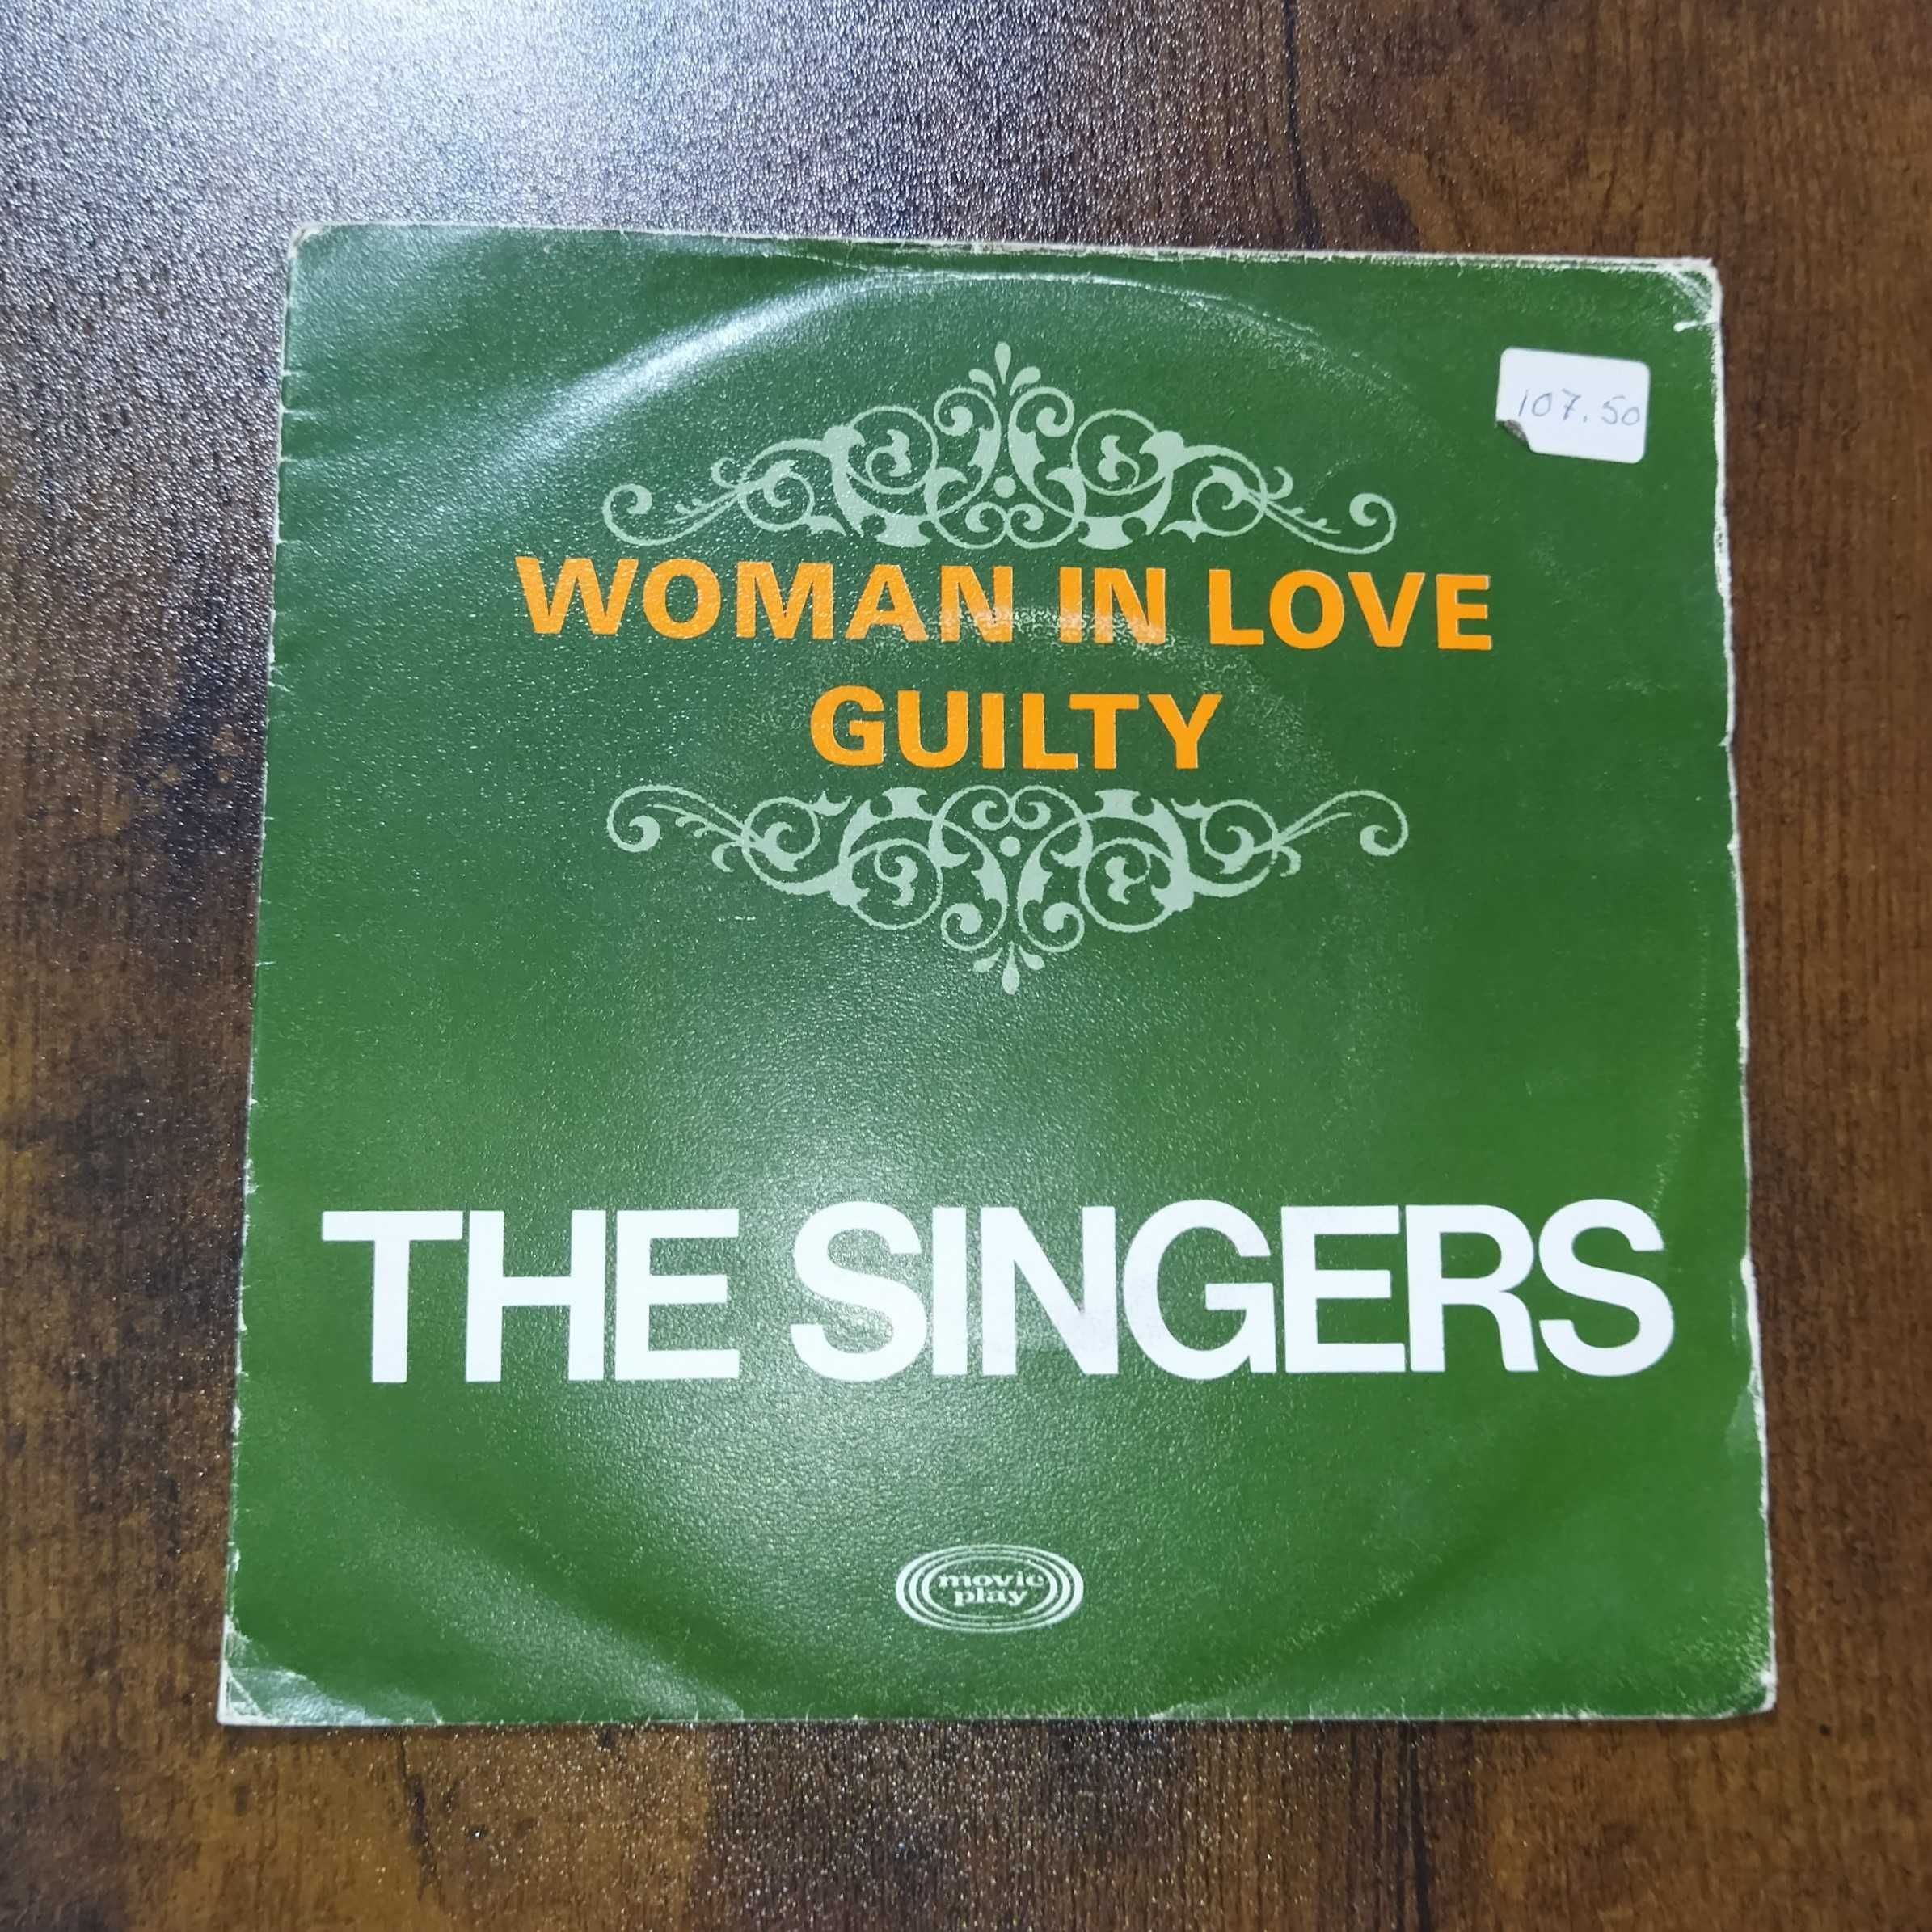 107.50
WOMAN IN LOVE
GUILTY
THE SINGERS
movie
play